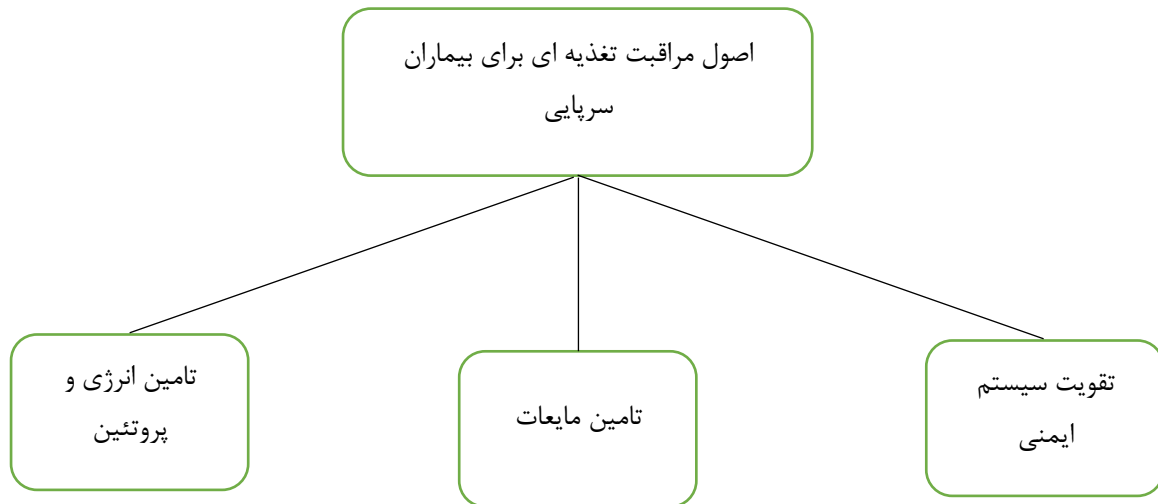 اصول مراقبت تغذیه ای برای بیماران
سرپایی
تقویت سیستم
ایمنی
تامین مایعات
تامین انرژی و
پروتئین